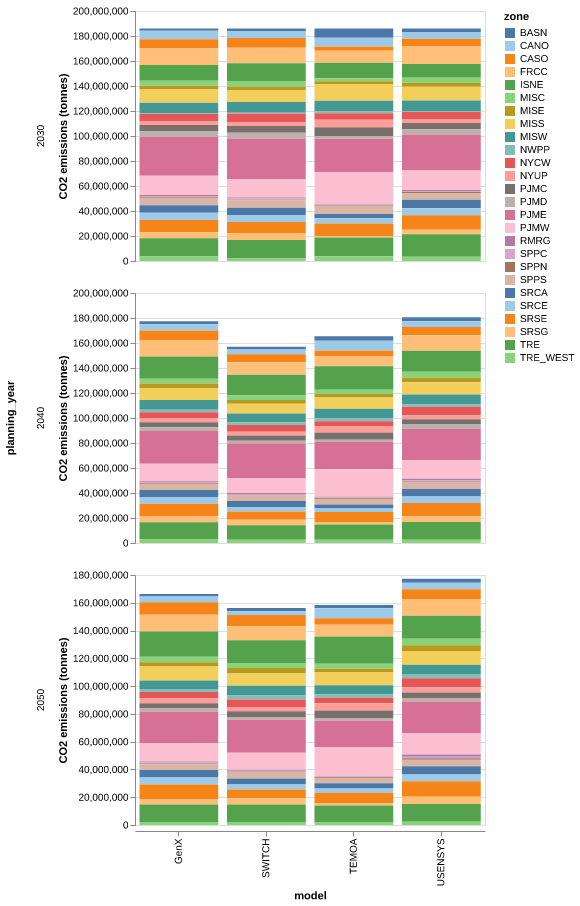 planning_year
2030
CO2 emissions (tonnes)
200,000,000
180,000,000
160,000,000
140,000,000
120,000,000
100,000,000
80,000,000
60,000,000
40,000,000
20,000,000
0
2040
CO2 emissions (tonnes)
200,000,000
180,000,000
160,000,000
140,000,000
120,000,000
100,000,000
80,000,000
60,000,000
40,000,000
20,000,000
0
2050
CO2 emissions (tonnes)
180,000,000
160,000,000
140,000,000
120,000,000
100,000,000
80,000,000
60,000,000
40,000,000
20,000,000
0
GenX
SWITCH
TEMOA
USENSYS
model
zone
BASN
CANO
CASO
FRCC
ISNE
MISC
MISE
MISS
MISW
NWPP
NYCW
NYUP
PJMC
PJMD
PJME
PJMW
RMRG
SPPC
SPPN
SPPS
SRCA
SRCE
SRSE
SRSG
TRE
TRE_WEST